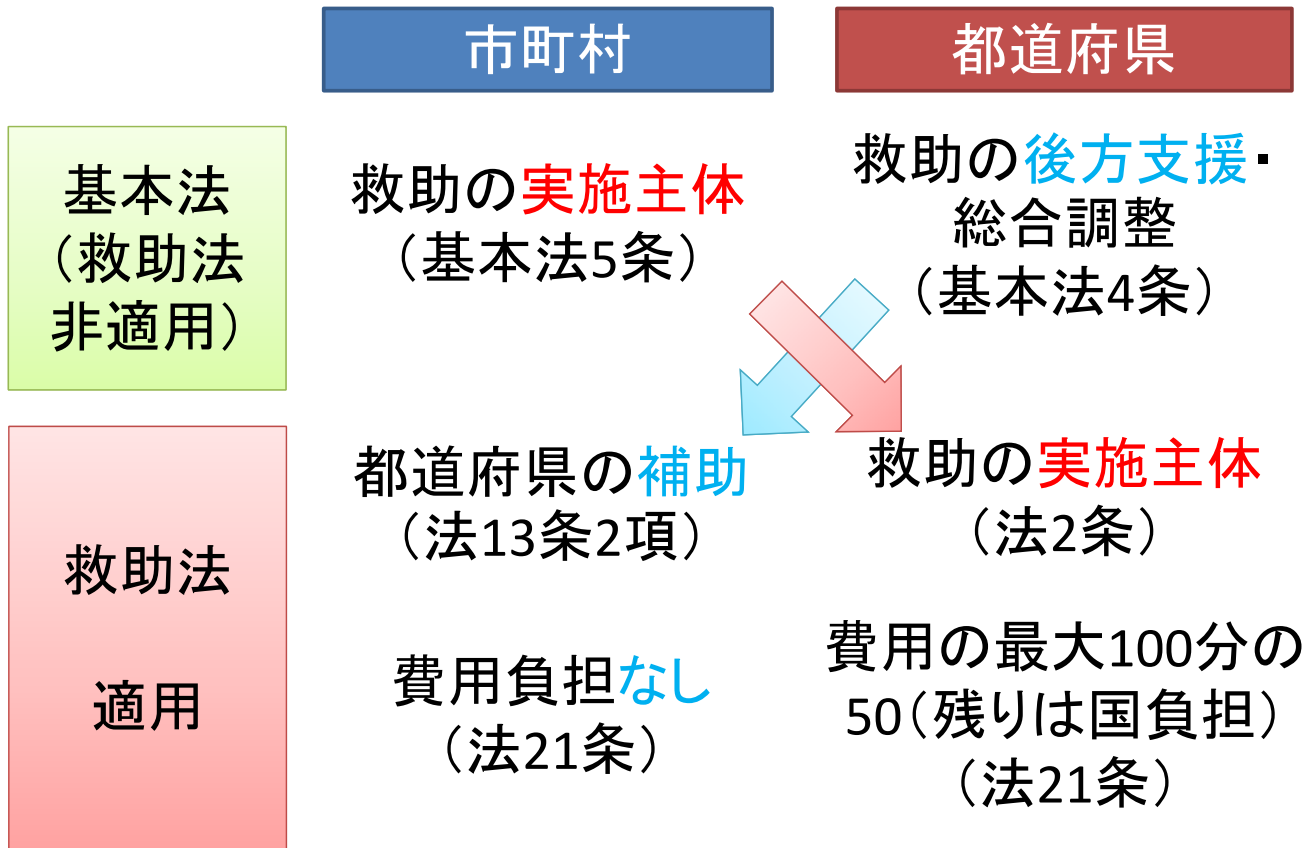 市町村
都道府県
基本法
（救助法
非適用）
救助の実施主体
（基本法5条）
救助の後方支援・
総合調整
（基本法4条）
救助法
適用
都道府県の補助
（法13条2項）
救助の実施主体
（法2条）
費用負担なし
（法21条）
費用の最大100分の
50（残りは国負担）
（法21条）